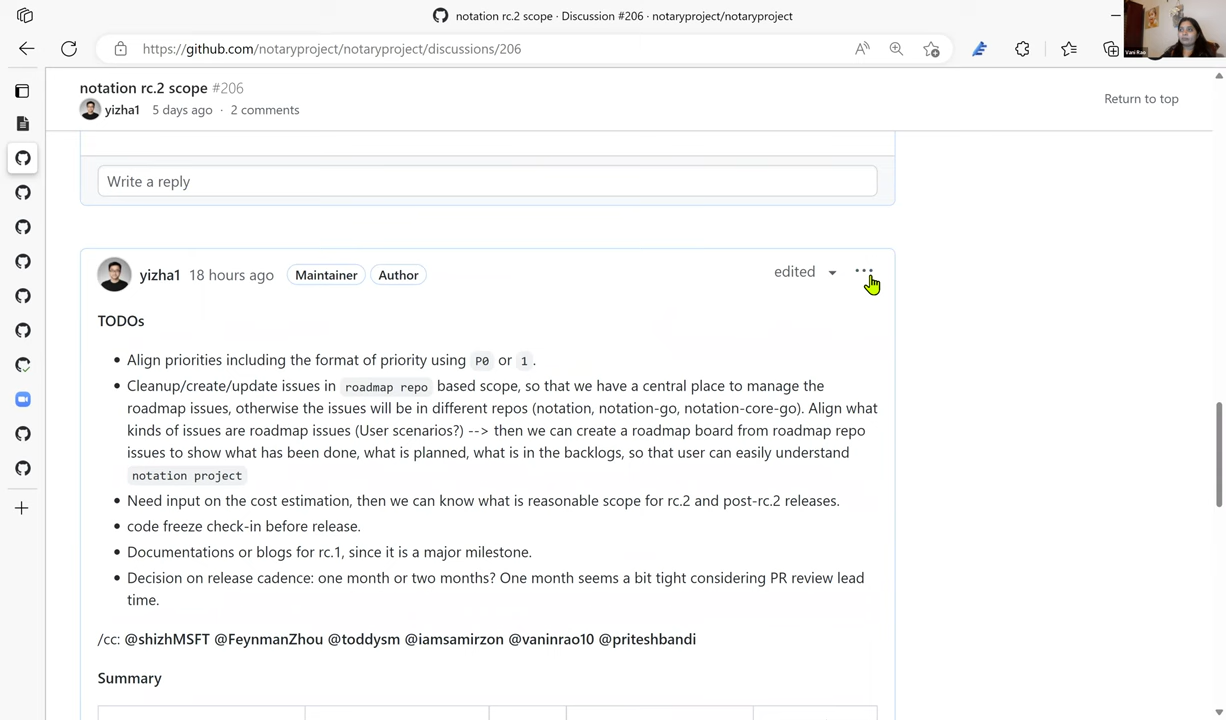 notation rc.2 scope · Discussion #206 · notaryproject/notaryproject
https://github.com/notaryproject/notaryproject/discussions/206
Vani Rao
notation rc.2 scope #206
yizha1 5 days ago · 2 comments
Return to top
Write a reply
yizha1 18 hours ago Maintainer Author edited
TODOs
• Align priorities including the format of priority using P0 or 1 .
• Cleanup/create/update issues in roadmap repo based scope, so that we have a central place to manage the
roadmap issues, otherwise the issues will be in different repos (notation, notation-go, notation-core-go). Align what
kinds of issues are roadmap issues (User scenarios?) --> then we can create a roadmap board from roadmap repo
issues to show what has been done, what is planned, what is in the backlogs, so that user can easily understand
notation project
• Need input on the cost estimation, then we can know what is reasonable scope for rc.2 and post-rc.2 releases.
• code freeze check-in before release.
• Documentations or blogs for rc.1, since it is a major milestone.
• Decision on release cadence: one month or two months? One month seems a bit tight considering PR review lead
time.
/cc: @shizhMSFT @FeynmanZhou @toddysm @iamsamirzon @vaninrao10 @priteshbandi
Summary